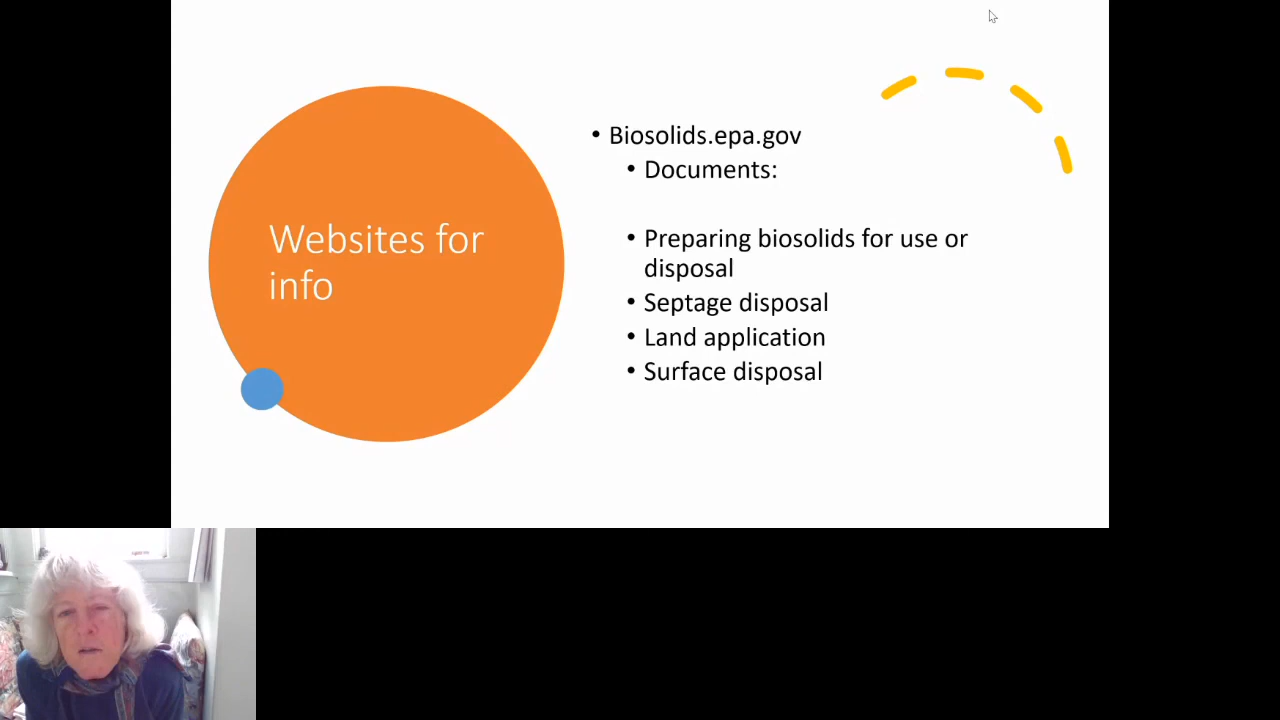 Websites for
info
• Biosolids.epa.gov
• Documents:
• Preparing biosolids for use or
disposal
• Septage disposal
• Land application
• Surface disposal